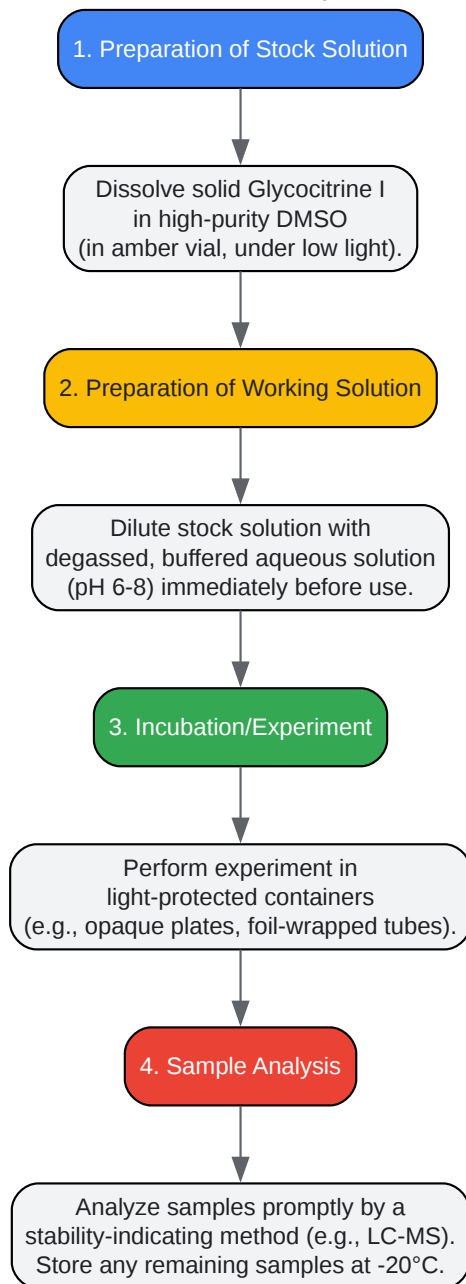 1. Preparation of Stock Solution
Dissolve solid Glycocitrine I
in high-purity DMSO
(in amber vial, under low light).
2. Preparation of Working Solution
Dilute stock solution with
degassed, buffered aqueous solution
(pH 6-8) immediately before use.
3. Incubation/Experiment
Perform experiment in
light-protected containers
(e.g., opaque plates, foil-wrapped tubes).
4. Sample Analysis
Analyze samples promptly by a
stability-indicating method (e.g., LC-MS).
Store any remaining samples at -20°C.